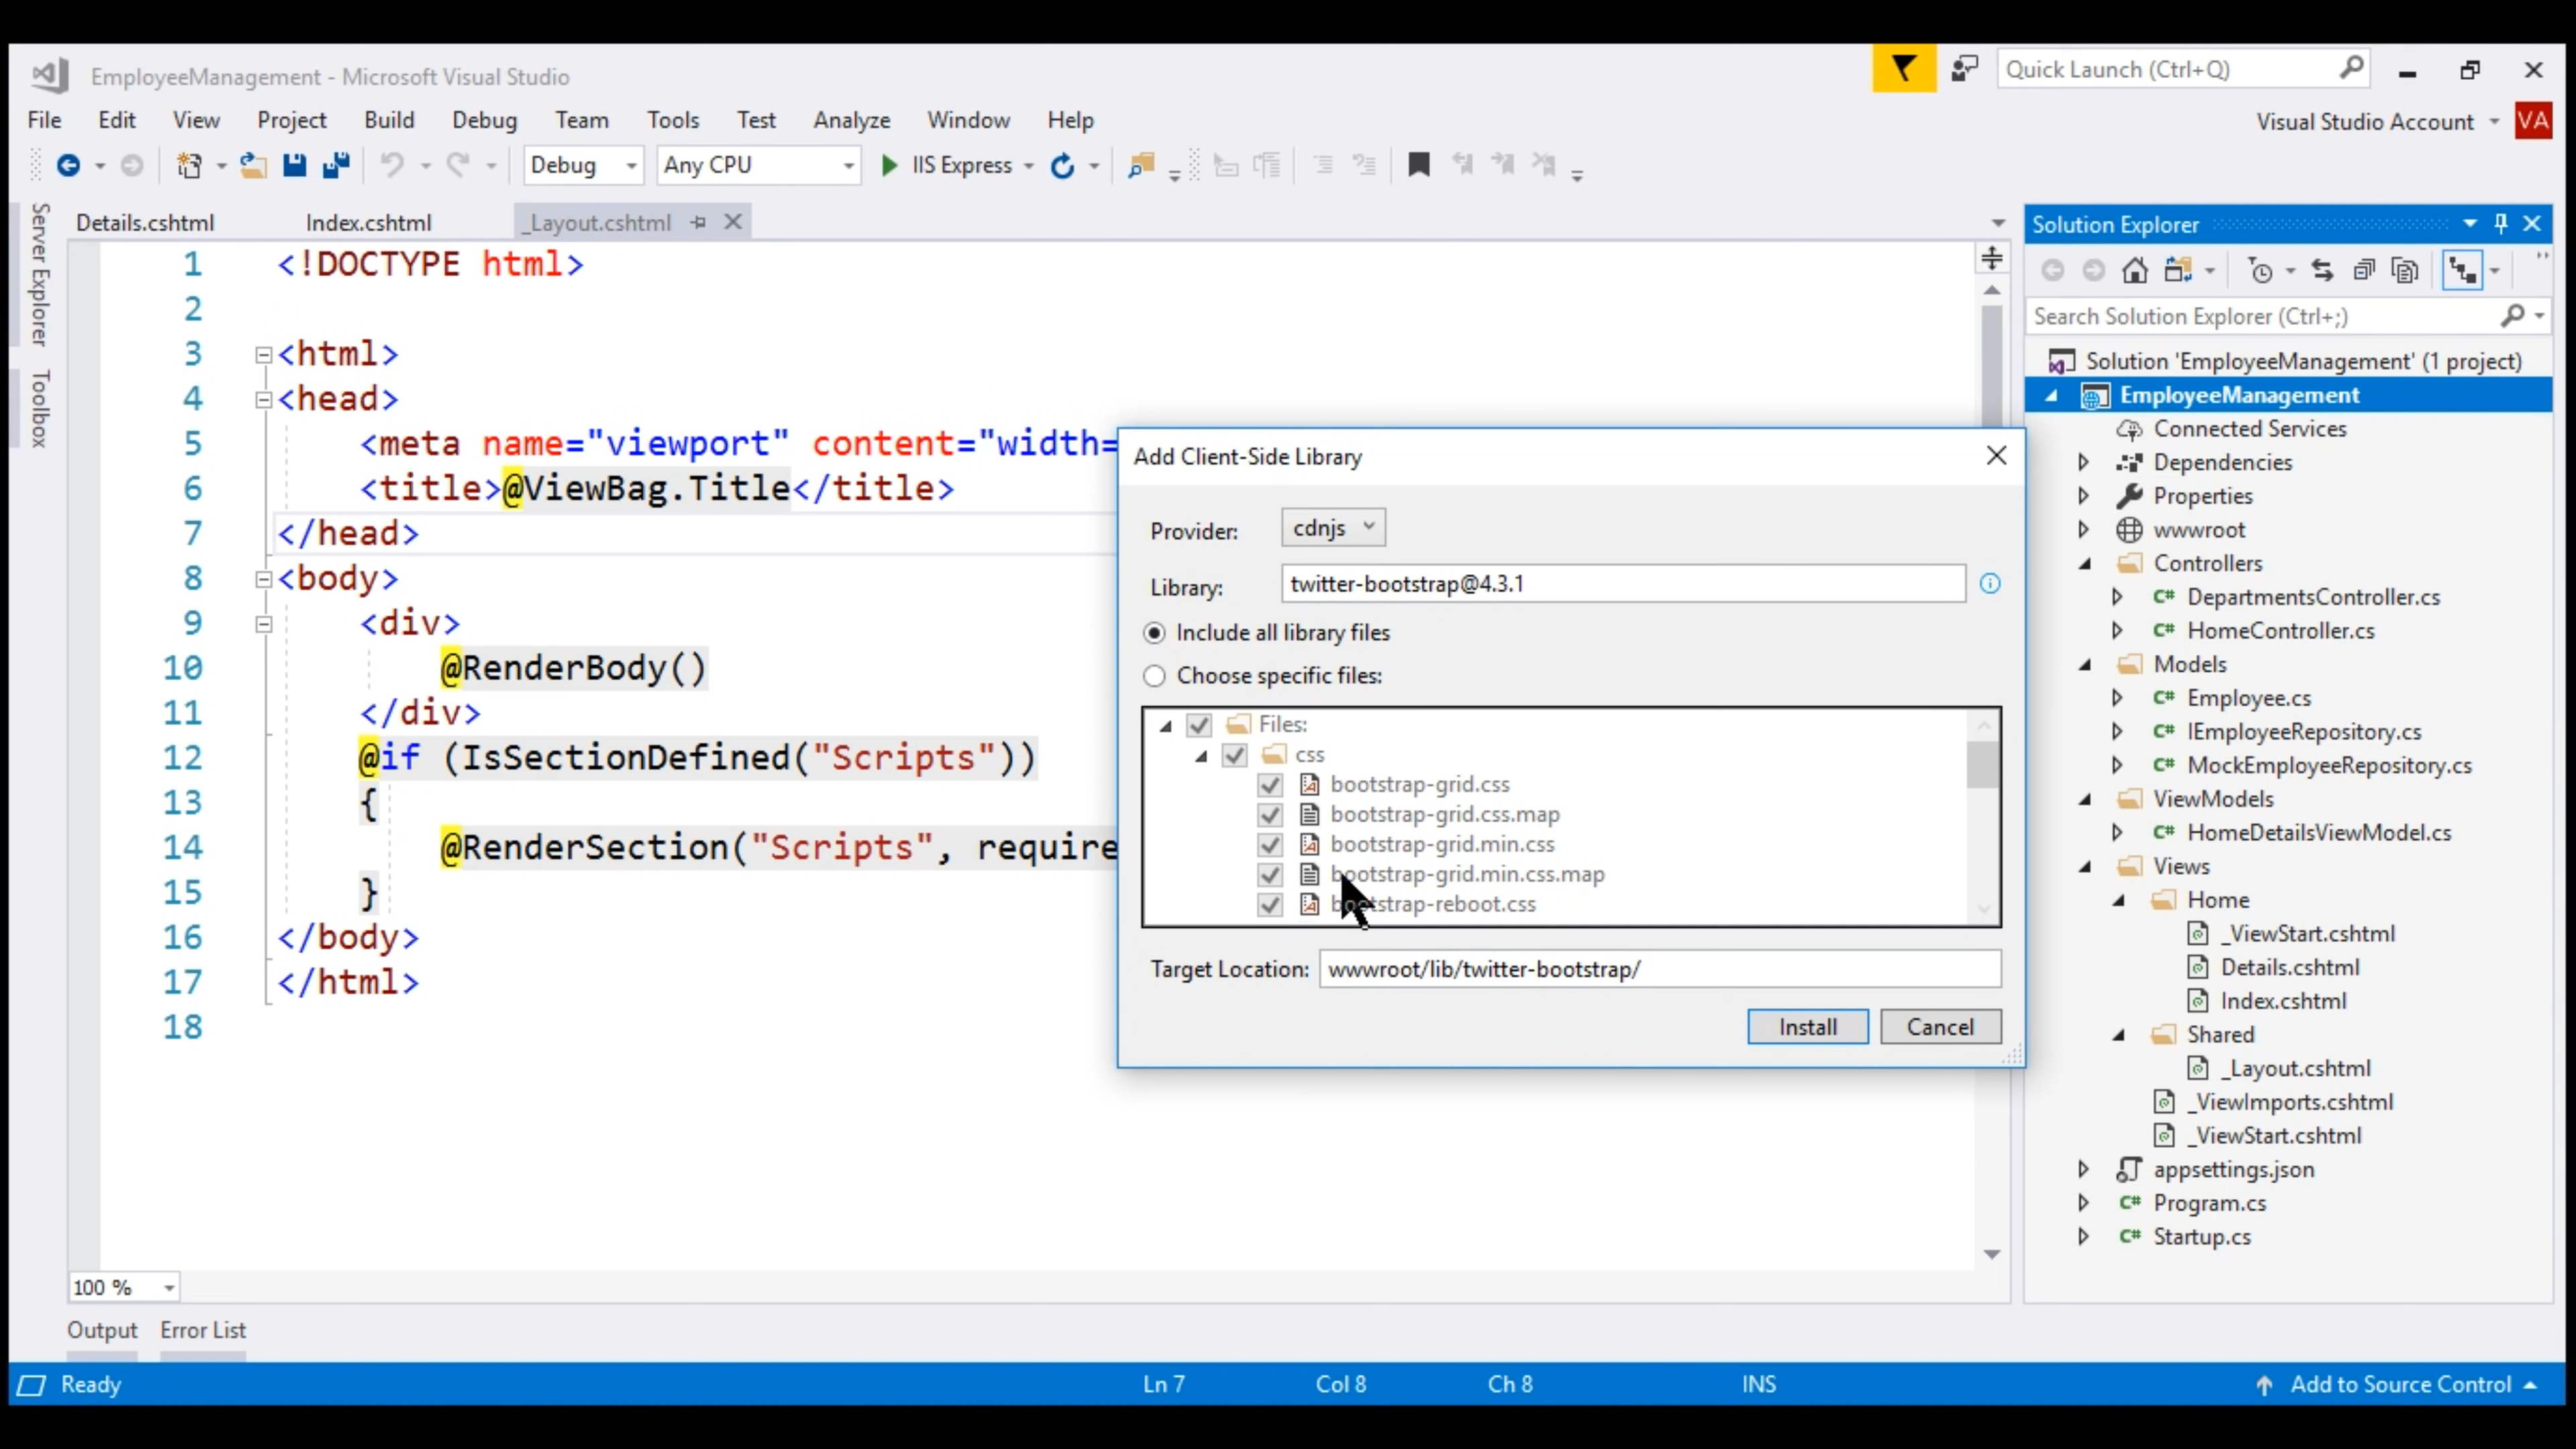 EmployeeManagement - Microsoft Visual Studio
Quick Launch (Ctrl+Q)
File Edit View Project Build Debug Team Tools Test Analyze Window Help
Visual Studio Account VA
Debug Any CPU IIS Express
Server Explorer
Toolbox
Details.cshtml Index.cshtml _Layout.cshtml
1 <!DOCTYPE html>
2
3 <html>
4 <head>
5 <meta name="viewport" content="width=
6 <title>@ViewBag.Title</title>
7 </head>
8 <body>
9 <div>
10 @RenderBody()
11 </div>
12 @if (IsSectionDefined("Scripts"))
13 {
14 @RenderSection("Scripts", require
15 }
16 </body>
17 </html>
18
100 %
Output Error List
Ready Ln 7 Col 8 Ch 8 INS Add to Source Control
Add Client-Side Library
Provider: cdnjs
Library: twitter-bootstrap@4.3.1
Include all library files
Choose specific files:
Files:
css
bootstrap-grid.css
bootstrap-grid.css.map
bootstrap-grid.min.css
bootstrap-grid.min.css.map
bootstrap-reboot.css
Target Location: wwwroot/lib/twitter-bootstrap/
Install Cancel
Solution Explorer
Search Solution Explorer (Ctrl+;)
Solution 'EmployeeManagement' (1 project)
EmployeeManagement
Connected Services
Dependencies
Properties
wwwroot
Controllers
C# DepartmentsController.cs
C# HomeController.cs
Models
C# Employee.cs
C# IEmployeeRepository.cs
C# MockEmployeeRepository.cs
ViewModels
C# HomeDetailsViewModel.cs
Views
Home
_ViewStart.cshtml
Details.cshtml
Index.cshtml
Shared
_Layout.cshtml
_ViewImports.cshtml
_ViewStart.cshtml
appsettings.json
C# Program.cs
C# Startup.cs